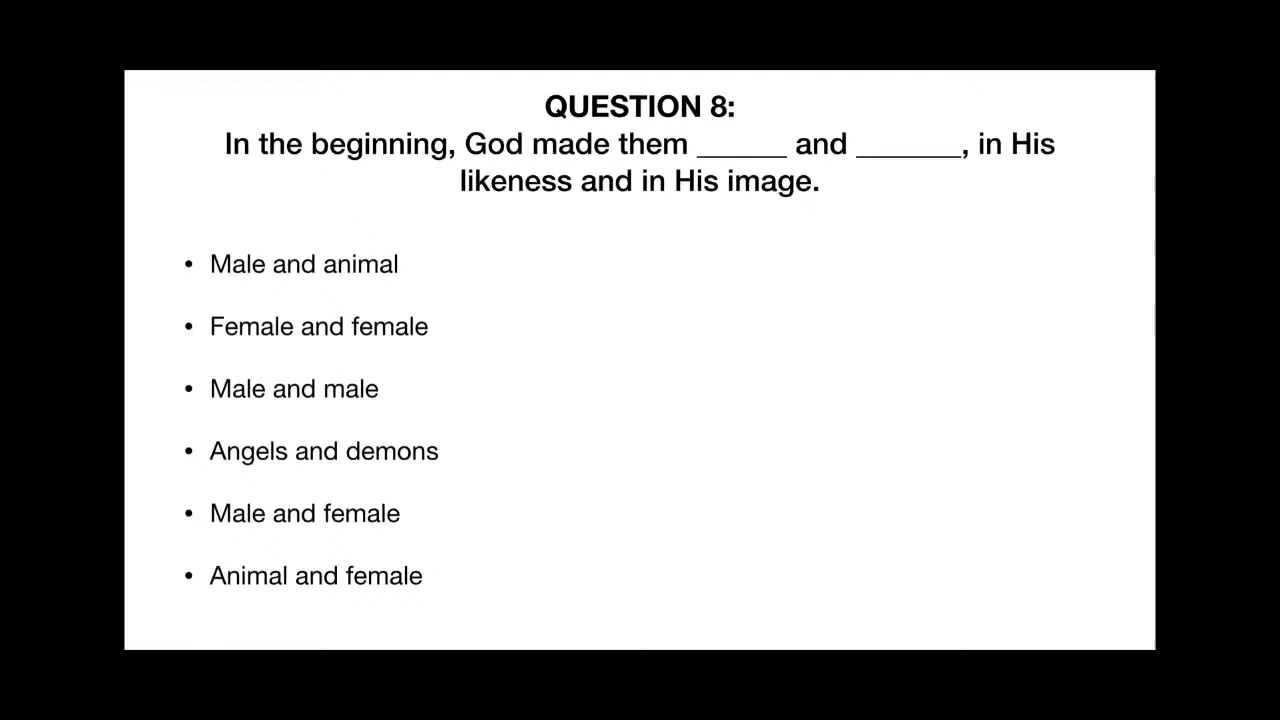 QUESTION 8:
In the beginning, God made them ______ and _______, in His
likeness and in His image.
• Male and animal
• Female and female
• Male and male
• Angels and demons
• Male and female
• Animal and female